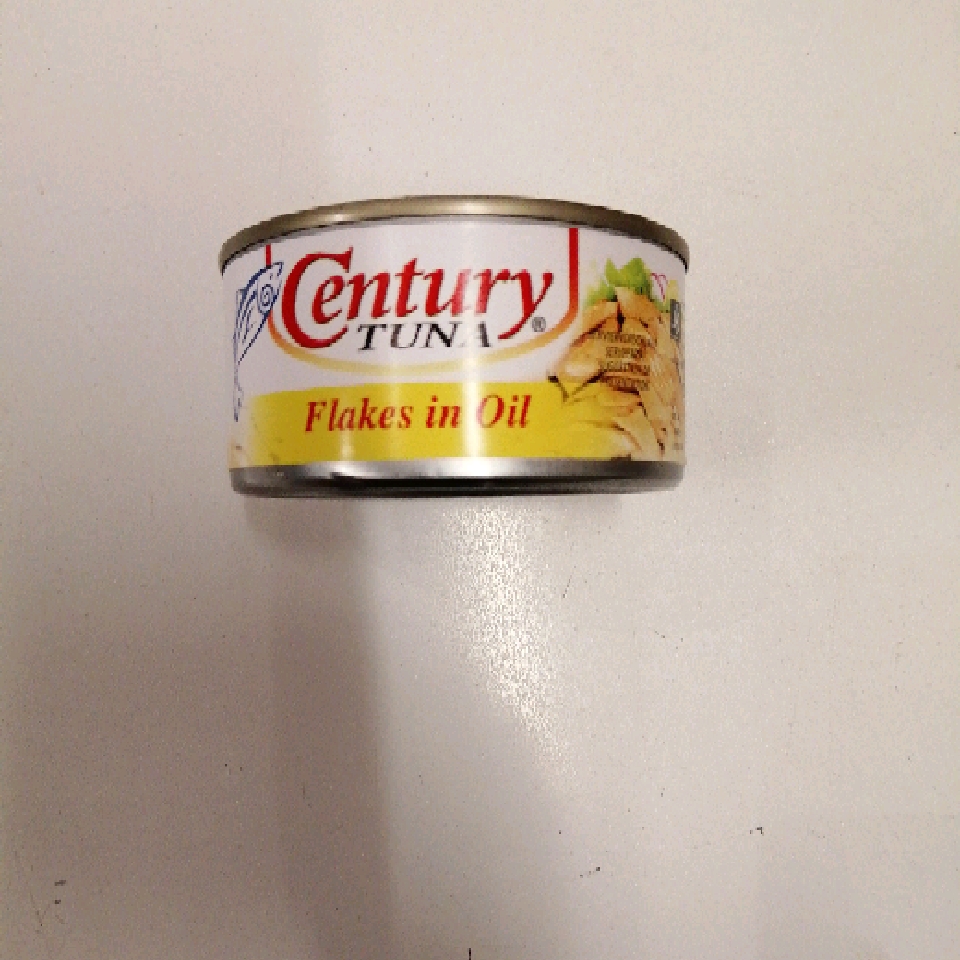 Century
TUNA®
Flakes in Oil